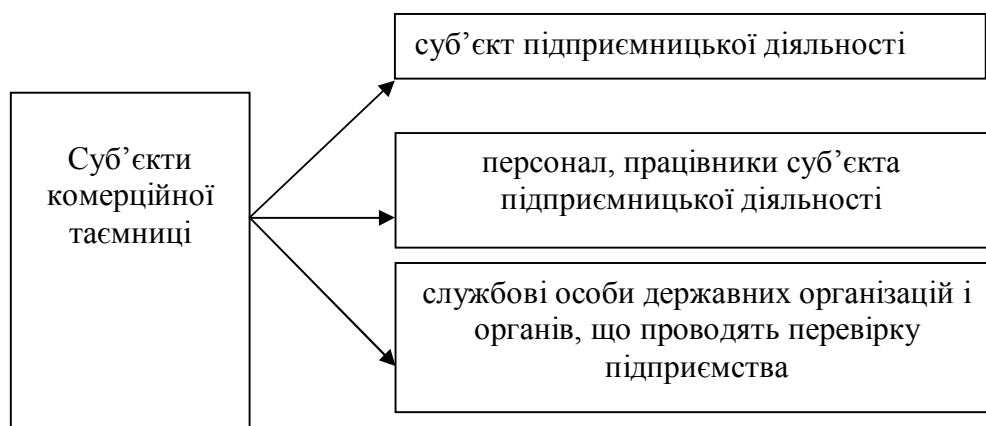 Суб’єкти
комерційної
таємниці
суб’єкт підприємницької діяльності
персонал, працівники суб’єкта
підприємницької діяльності
службові особи державних організацій і
органів, що проводять перевірку
підприємства